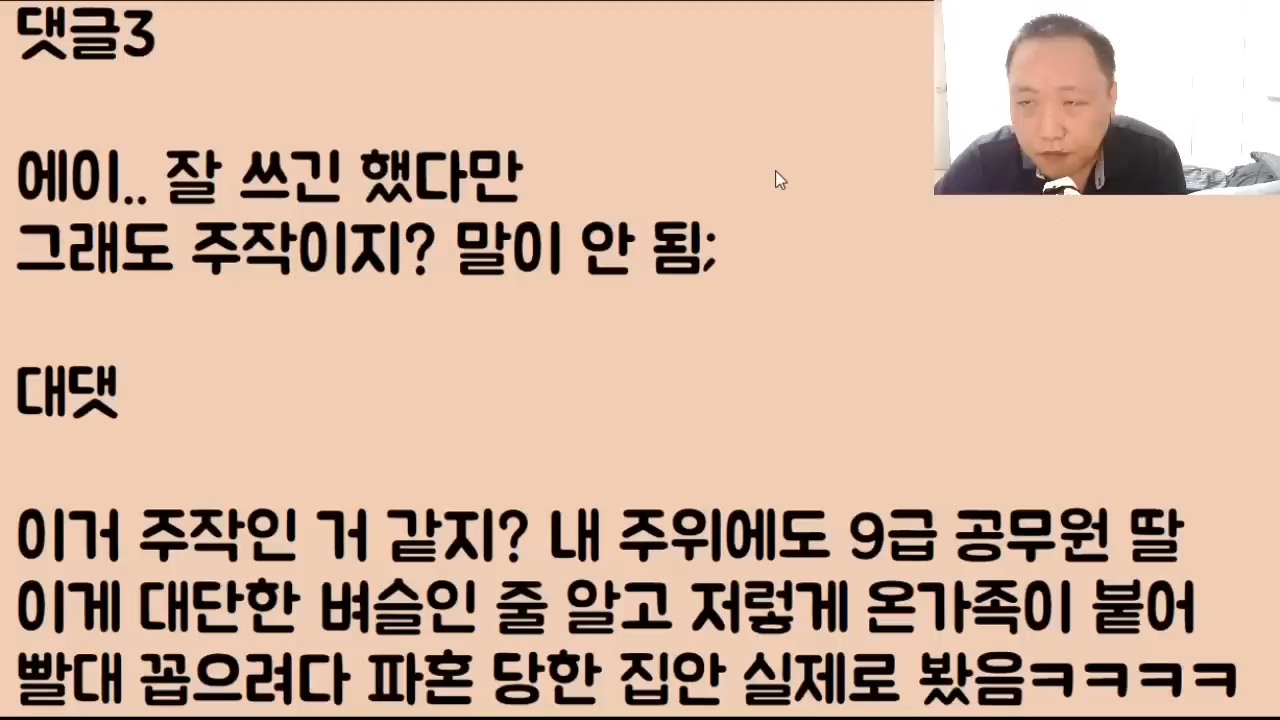 댓글3
에이.. 잘 쓰긴 했다만
그래도 주작이지? 말이 안 됨;
대댓
이거 주작인 거 같지? 내 주위에도 9급 공무원 딸
이게 대단한 벼슬인 줄 알고 저렇게 온가족이 붙어
빨대 꼽으려다 파혼 당한 집안 실제로 봤음ㅋㅋㅋㅋ